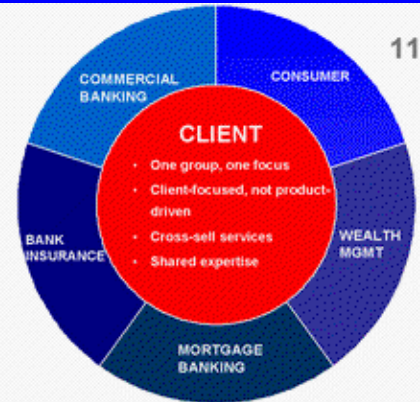 11
COMMERCIAL
BANKING
CONSUMER
CLIENT
• One group, one focus
• Client-focused, not product-
driven
• Cross-sell services
• Shared expertise
BANK
INSURANCE
WEALTH
MGMT
MORTGAGE
BANKING